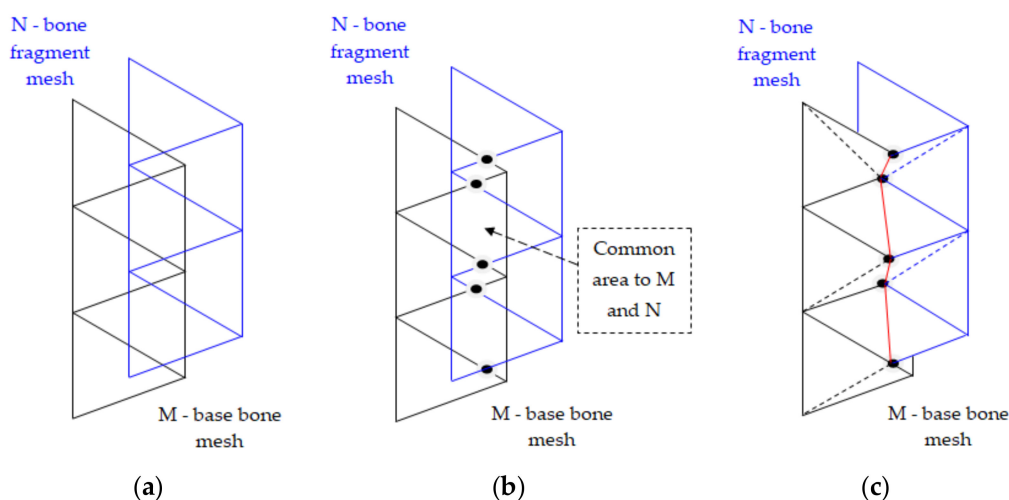 N - bone
fragment
mesh
M - base bone
mesh
(a)
N - bone
fragment
mesh
Common
area to M
and N
M - base bone
mesh
(b)
N - bone
fragment
mesh
M - base bone
mesh
(c)